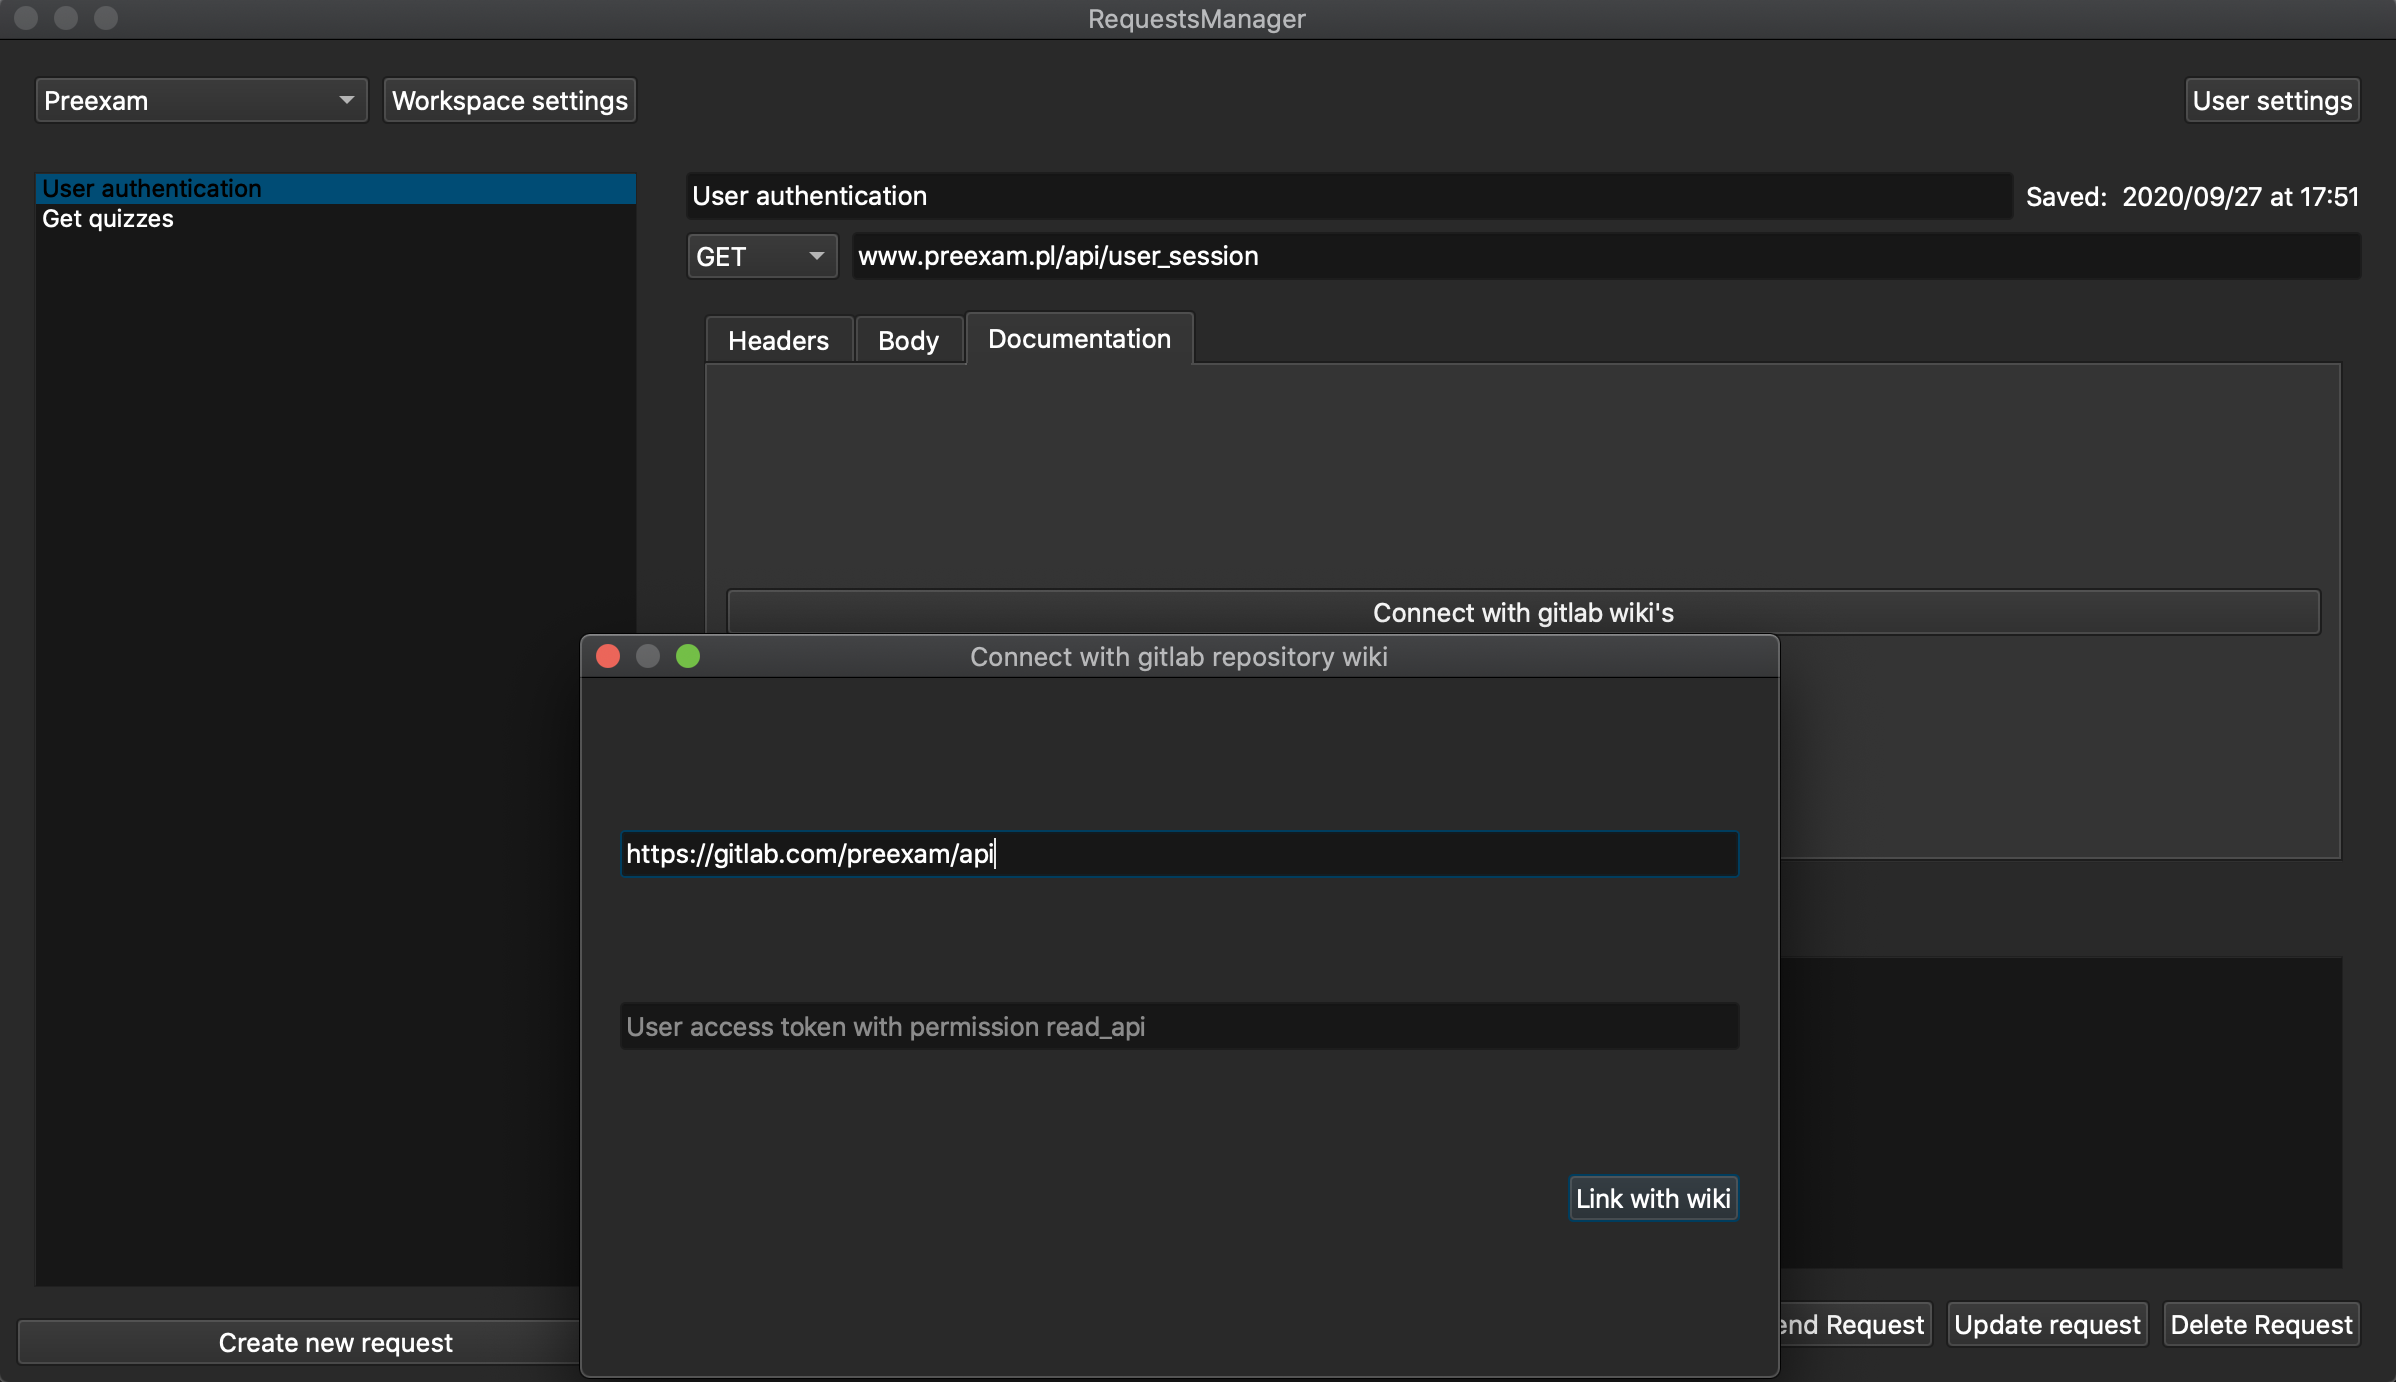 RequestsManager
Preexam
Workspace settings
User settings
User authentication
Get quizzes
User authentication
Saved: 2020/09/27 at 17:51
GET
www.preexam.pl/api/user_session
Headers
Body
Documentation
Connect with gitlab wiki's
Connect with gitlab repository wiki
https://gitlab.com/preexam/api
User access token with permission read_api
Link with wiki
Create new request
end Request
Update request
Delete Request